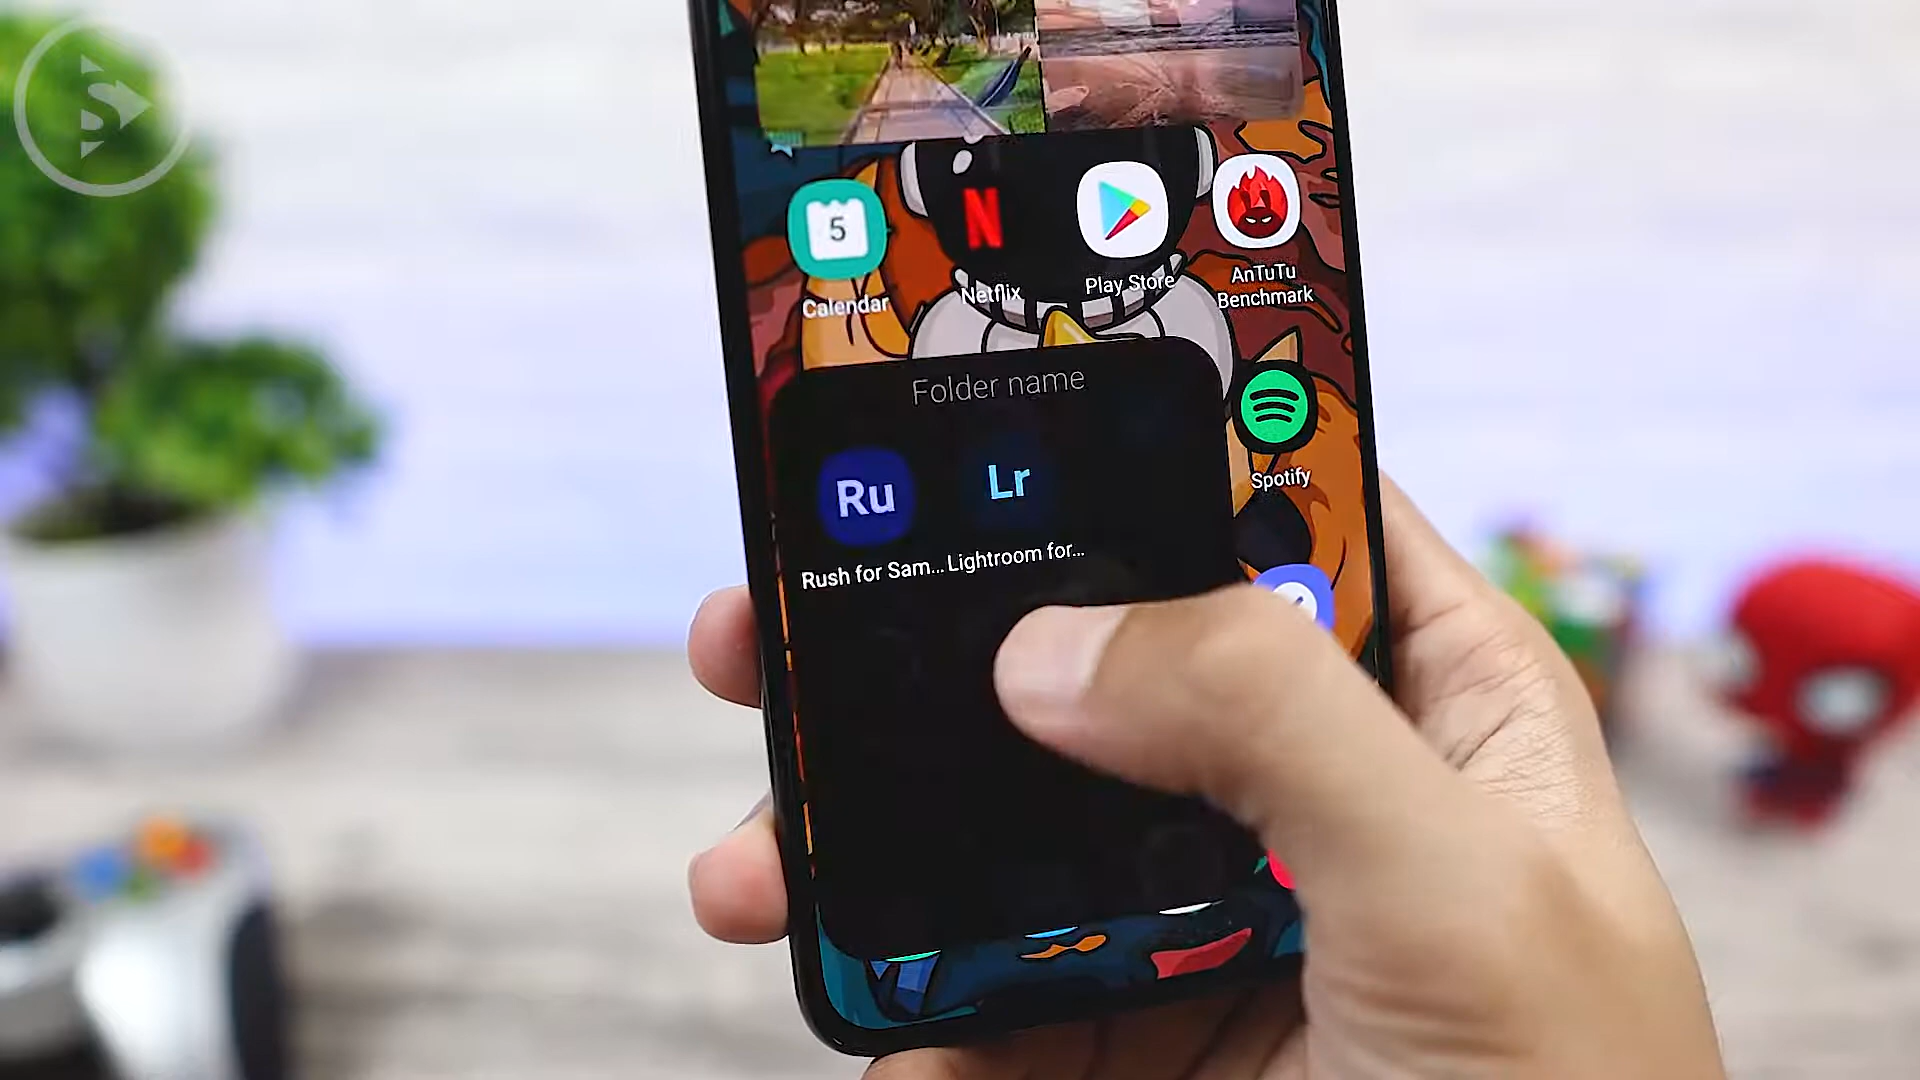 S
5
N
Calendar
Netflix
Play Store
AnTuTu
Benchmark
Folder name
Ru
Lr
Rush for Sam...
Lightroom for...
Spotify